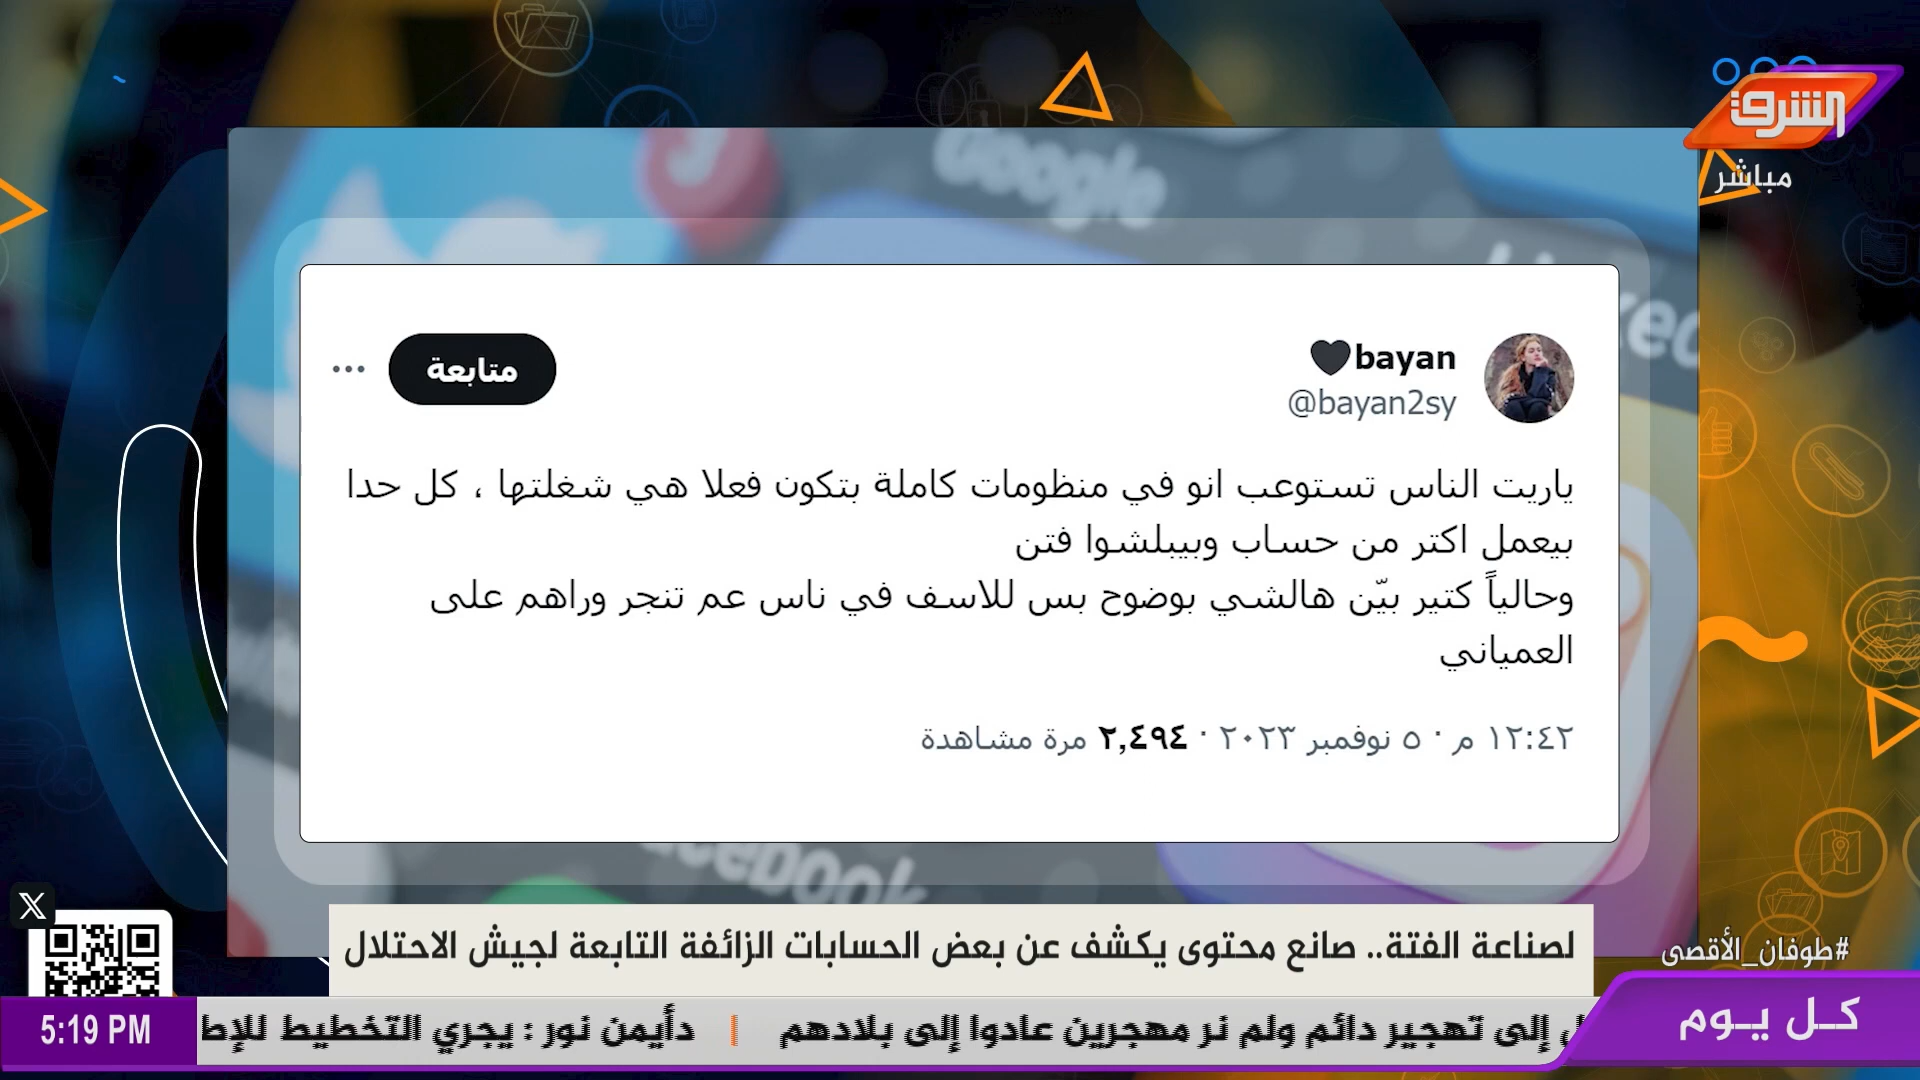 Google
الشرق
مباشر
bayan🖤
@bayan2sy
متابعة
ياريت الناس تستوعب انو في منظومات كاملة بتكون فعلا هي شغلتها ، كل حدا
بيعمل اكتر من حساب وبيبلشوا فتن
وحالياً كتير بيّن هالشي بوضوح بس للاسف في ناس عم تنجر وراهم على
العمياني
١٢:٤٢ م · ٥ نوفمبر ٢٠٢٣ · ٢,٤٩٤ مرة مشاهدة
facebook
#طوفان_الأقصى
لصناعة الفتة.. صانع محتوى يكشف عن بعض الحسابات الزائفة التابعة لجيش الاحتلال
كل يوم
إلى تهجير دائم ولم نر مهجرين عادوا إلى بلادهم | دأيمن نور : يجري التخطيط
5:19 PM